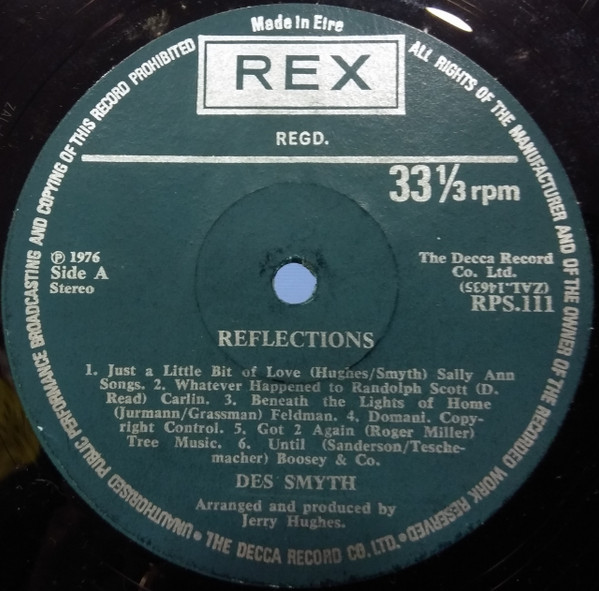 Made in Eire
REX
REGD.
33⅓ rpm
℗ 1976
Side A
Stereo
The Decca Record
Co. Ltd.
(ZAL.14635)
RPS.111
REFLECTIONS
1. Just a Little Bit of Love (Hughes/Smyth) Sally Ann
Songs. 2. Whatever Happened to Randolph Scott (D.
Read) Carlin. 3. Beneath the Lights of Home
(Jurmann/Grassman) Feldman. 4. Domani. Copy-
right Control. 5. Got 2 Again (Roger Miller)
Tree Music. 6. Until (Sanderson/Tesche-
macher) Boosey & Co.
DES SMYTH
Arranged and produced by
Jerry Hughes.
ALL RIGHTS OF THE MANUFACTURER AND OF THE OWNER OF THE RECORDED WORK RESERVED • THE DECCA RECORD CO. LTD. • UNAUTHORISED PUBLIC PERFORMANCE BROADCASTING AND COPYING OF THIS RECORD PROHIBITED